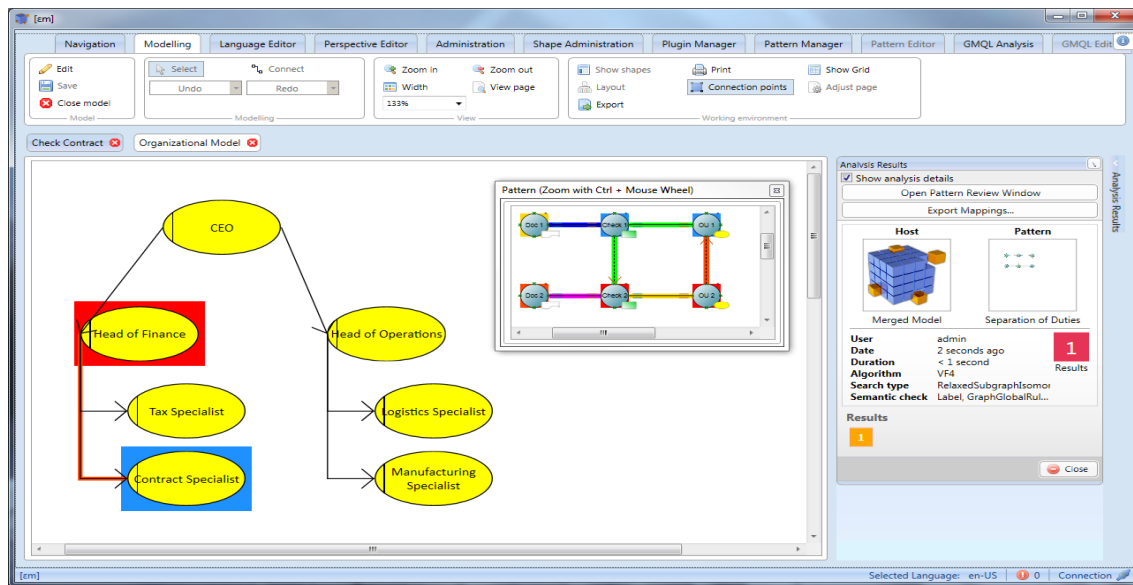 [εm]
Navigation Modelling Language Editor Perspective Editor Administration Shape Administration Plugin Manager Pattern Manager Pattern Editor GMQL Analysis GMQL Edit
Edit Select Connect Zoom in Zoom out Show shapes Print Show Grid
Save Undo Redo Width View page Layout Connection points Adjust page
Close model 133% Export
Model Modelling View Working environment
Check Contract Organizational Model
Analysis Results
Show analysis details
Open Pattern Review Window
Export Mappings...
Host Pattern
Merged Model Separation of Duties
User admin
Date 2 seconds ago
Duration < 1 second
Algorithm VF4
Search type RelaxedSubgraphIsomor
Semantic check Label, GraphGlobalRul...
1
Results
Results
1
Close
Analysis Results
Pattern (Zoom with Ctrl + Mouse Wheel)
Doc 1 Check 1 OU 1
Doc 2 Check 2 OU 2
CEO
Head of Finance Head of Operations
Tax Specialist Logistics Specialist
Contract Specialist Manufacturing
Specialist
[εm] Selected Language: en-US 0 Connection